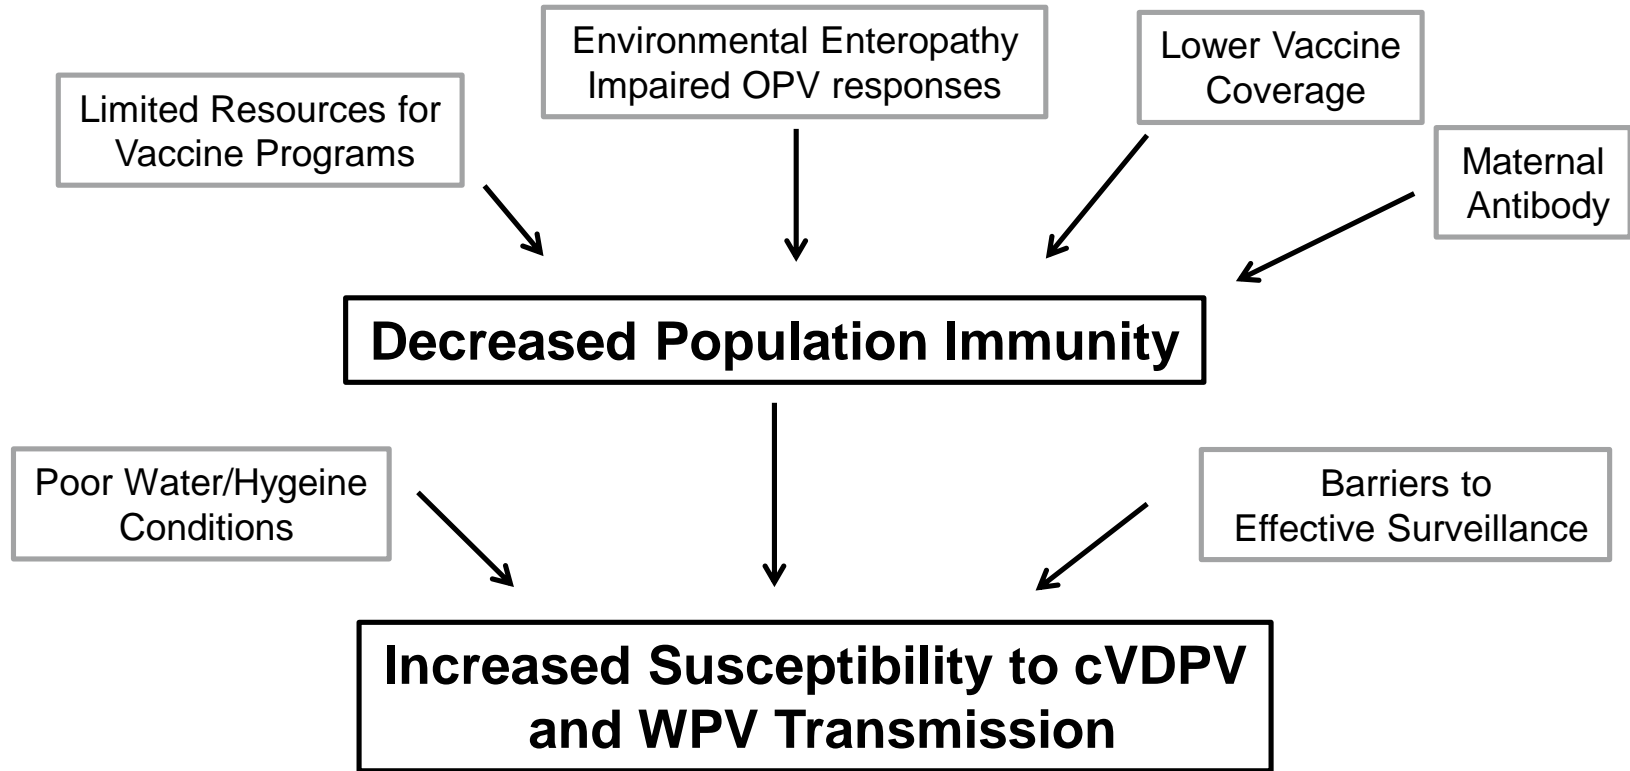 Limited Resources for
Vaccine Programs
Environmental Enteropathy
Impaired OPV responses
Lower Vaccine
Coverage
Maternal
Antibody
Decreased Population Immunity
Poor Water/Hygeine
Conditions
Barriers to
Effective Surveillance
Increased Susceptibility to cVDPV
and WPV Transmission